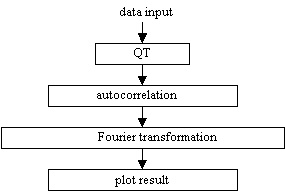 data input
QT
autocorrelation
Fourier transformation
plot result